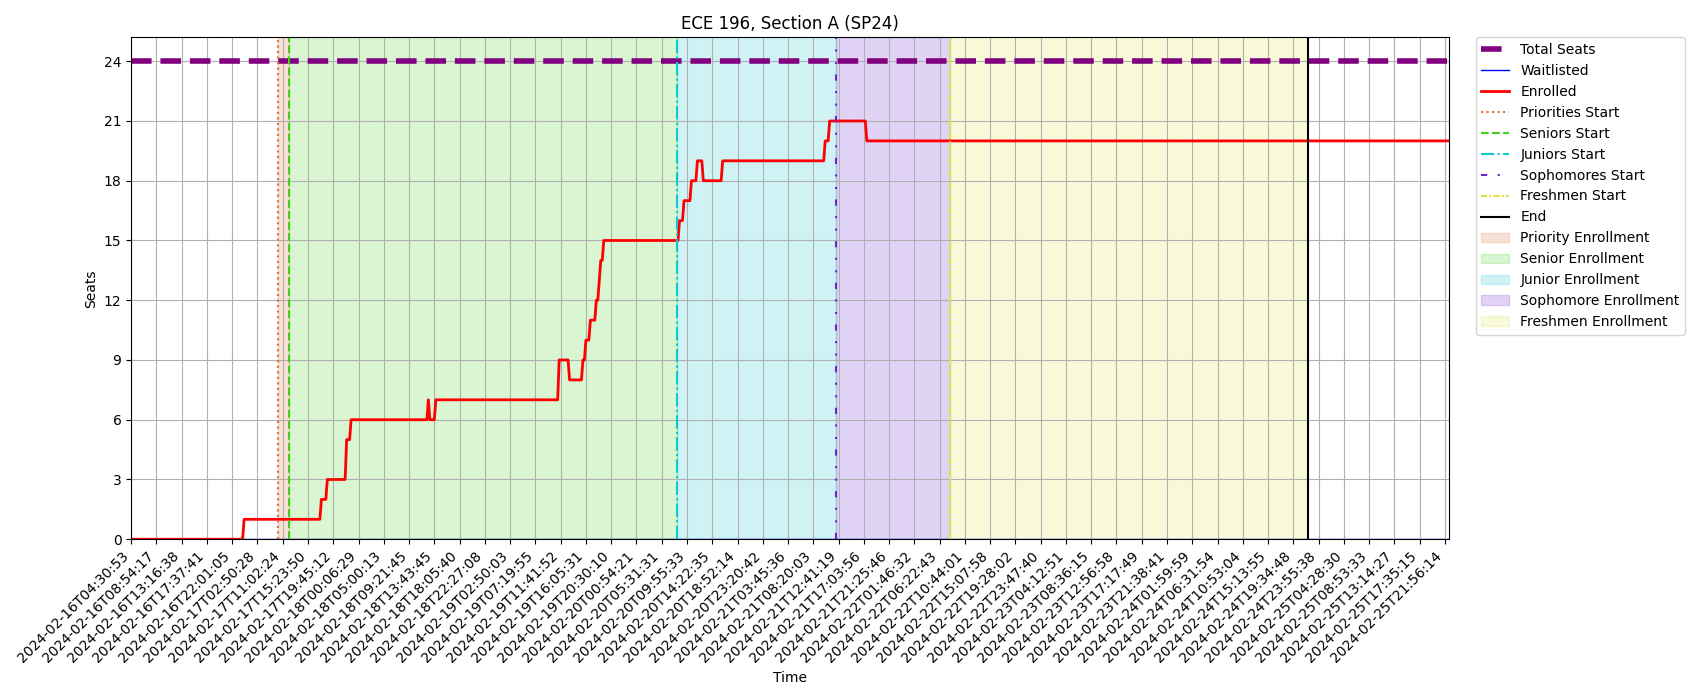 ECE 196, Section A (SP24)
Seats
24
21
18
15
12
9
6
3
0
2024-02-16T04:30:53
2024-02-16T08:54:17
2024-02-16T13:16:38
2024-02-16T17:37:41
2024-02-16T22:01:05
2024-02-17T02:50:28
2024-02-17T11:02:24
2024-02-17T15:23:50
2024-02-17T19:45:12
2024-02-18T00:06:29
2024-02-18T05:00:13
2024-02-18T09:21:45
2024-02-18T13:43:45
2024-02-18T18:05:40
2024-02-18T22:27:08
2024-02-19T02:50:03
2024-02-19T07:19:55
2024-02-19T11:41:52
2024-02-19T16:05:31
2024-02-19T20:30:10
2024-02-20T00:54:21
2024-02-20T05:31:31
2024-02-20T09:55:33
2024-02-20T14:22:35
2024-02-20T18:52:14
2024-02-20T23:20:42
2024-02-21T03:45:36
2024-02-21T08:20:03
2024-02-21T12:41:19
2024-02-21T17:03:56
2024-02-21T21:25:46
2024-02-22T01:46:32
2024-02-22T06:22:43
2024-02-22T10:44:01
2024-02-22T15:07:58
2024-02-22T19:28:02
2024-02-22T23:47:40
2024-02-23T04:12:51
2024-02-23T08:36:15
2024-02-23T12:56:58
2024-02-23T17:17:49
2024-02-23T21:38:41
2024-02-24T01:59:59
2024-02-24T06:31:54
2024-02-24T10:53:04
2024-02-24T15:13:55
2024-02-24T19:34:48
2024-02-24T23:55:38
2024-02-25T04:28:30
2024-02-25T08:53:33
2024-02-25T13:14:27
2024-02-25T17:35:15
2024-02-25T21:56:14
Time
Total Seats
Waitlisted
Enrolled
Priorities Start
Seniors Start
Juniors Start
Sophomores Start
Freshmen Start
End
Priority Enrollment
Senior Enrollment
Junior Enrollment
Sophomore Enrollment
Freshmen Enrollment